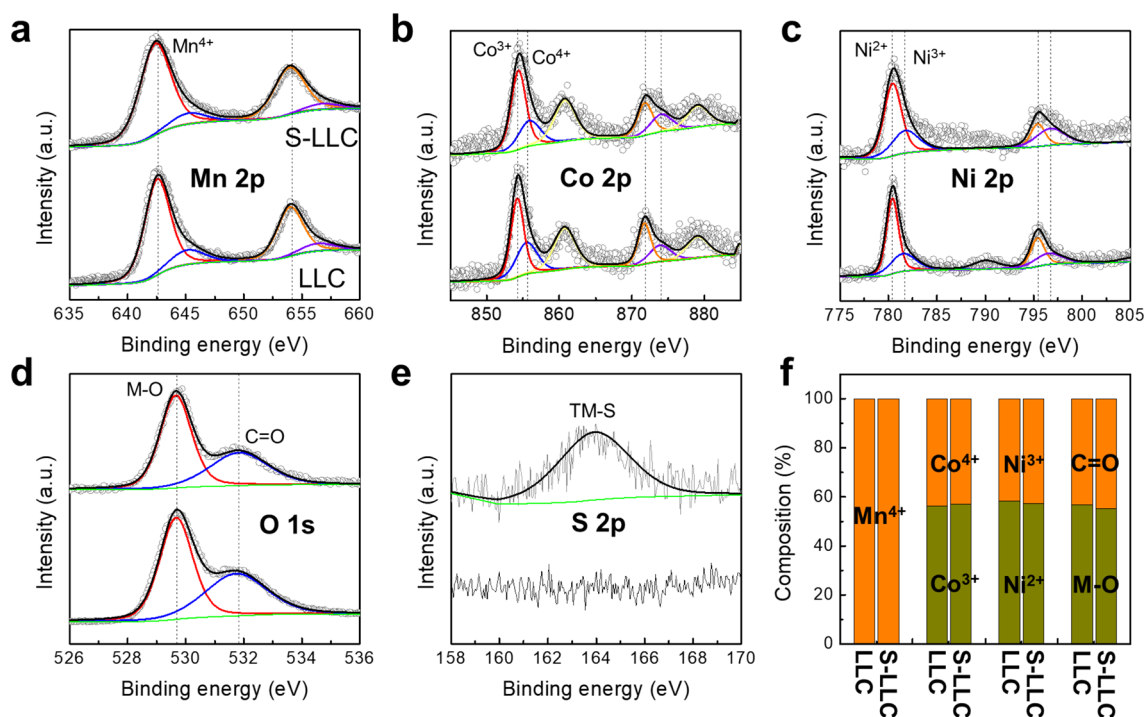 a
Mn⁴⁺
S-LLC
Mn 2p
LLC
Intensity (a.u.)
635 640 645 650 655 660
Binding energy (eV)
b
Co³⁺ Co⁴⁺
Co 2p
Intensity (a.u.)
850 860 870 880
Binding energy (eV)
c
Ni²⁺ Ni³⁺
Ni 2p
Intensity (a.u.)
775 780 785 790 795 800 805
Binding energy (eV)
d
M-O
C=O
O 1s
Intensity (a.u.)
526 528 530 532 534 536
Binding energy (eV)
e
TM-S
S 2p
Intensity (a.u.)
158 160 162 164 166 168 170
Binding energy (eV)
f
Composition (%)
100
80
60
40
20
0
Mn⁴⁺
Co⁴⁺
Co³⁺
Ni³⁺
Ni²⁺
C=O
M-O
LLC
S-LLC
LLC
S-LLC
LLC
S-LLC
LLC
S-LLC